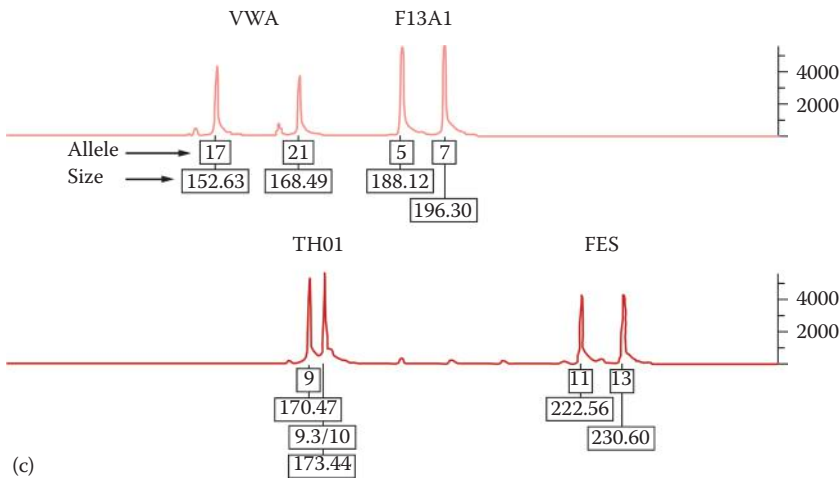 VWA F13A1
4000
2000
Allele 17 21 5 7
Size 152.63 168.49 188.12
196.30
TH01 FES
4000
2000
9 11 13
170.47 222.56
9.3/10 230.60
173.44
(c)